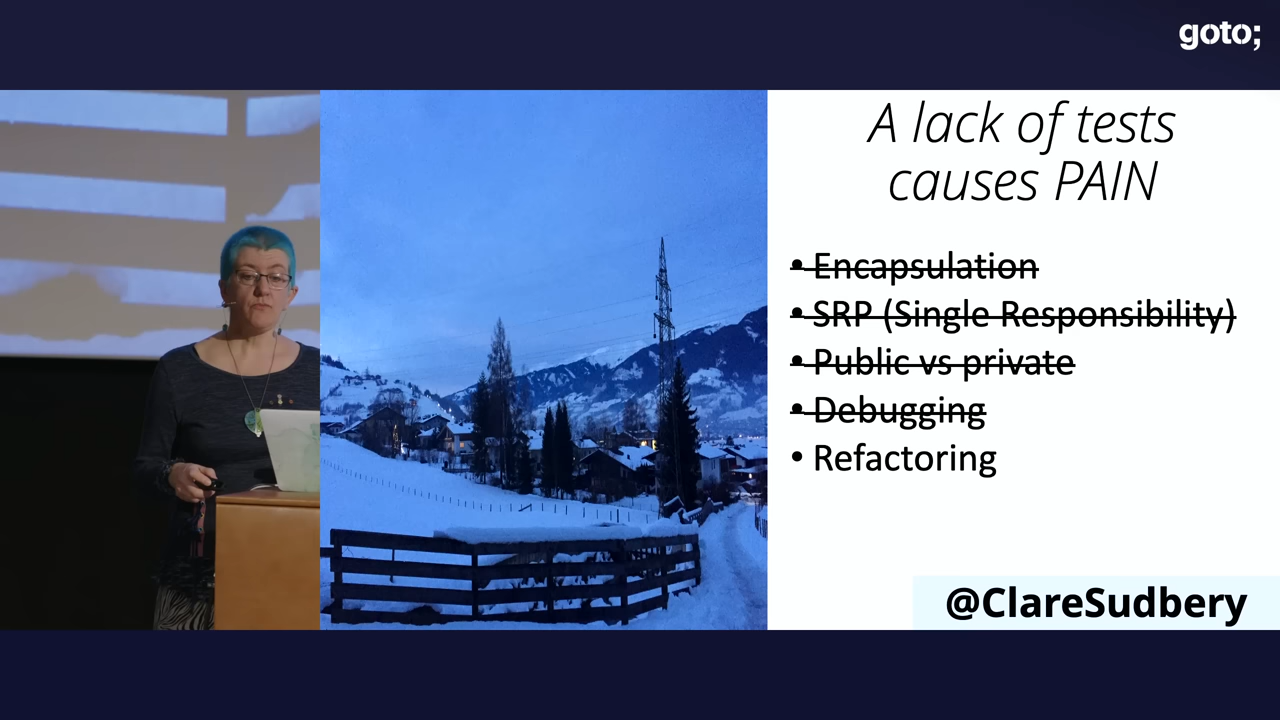 goto;
A lack of tests
causes PAIN
• Encapsulation
• SRP (Single Responsibility)
• Public vs private
• Debugging
• Refactoring
@ClareSudbery